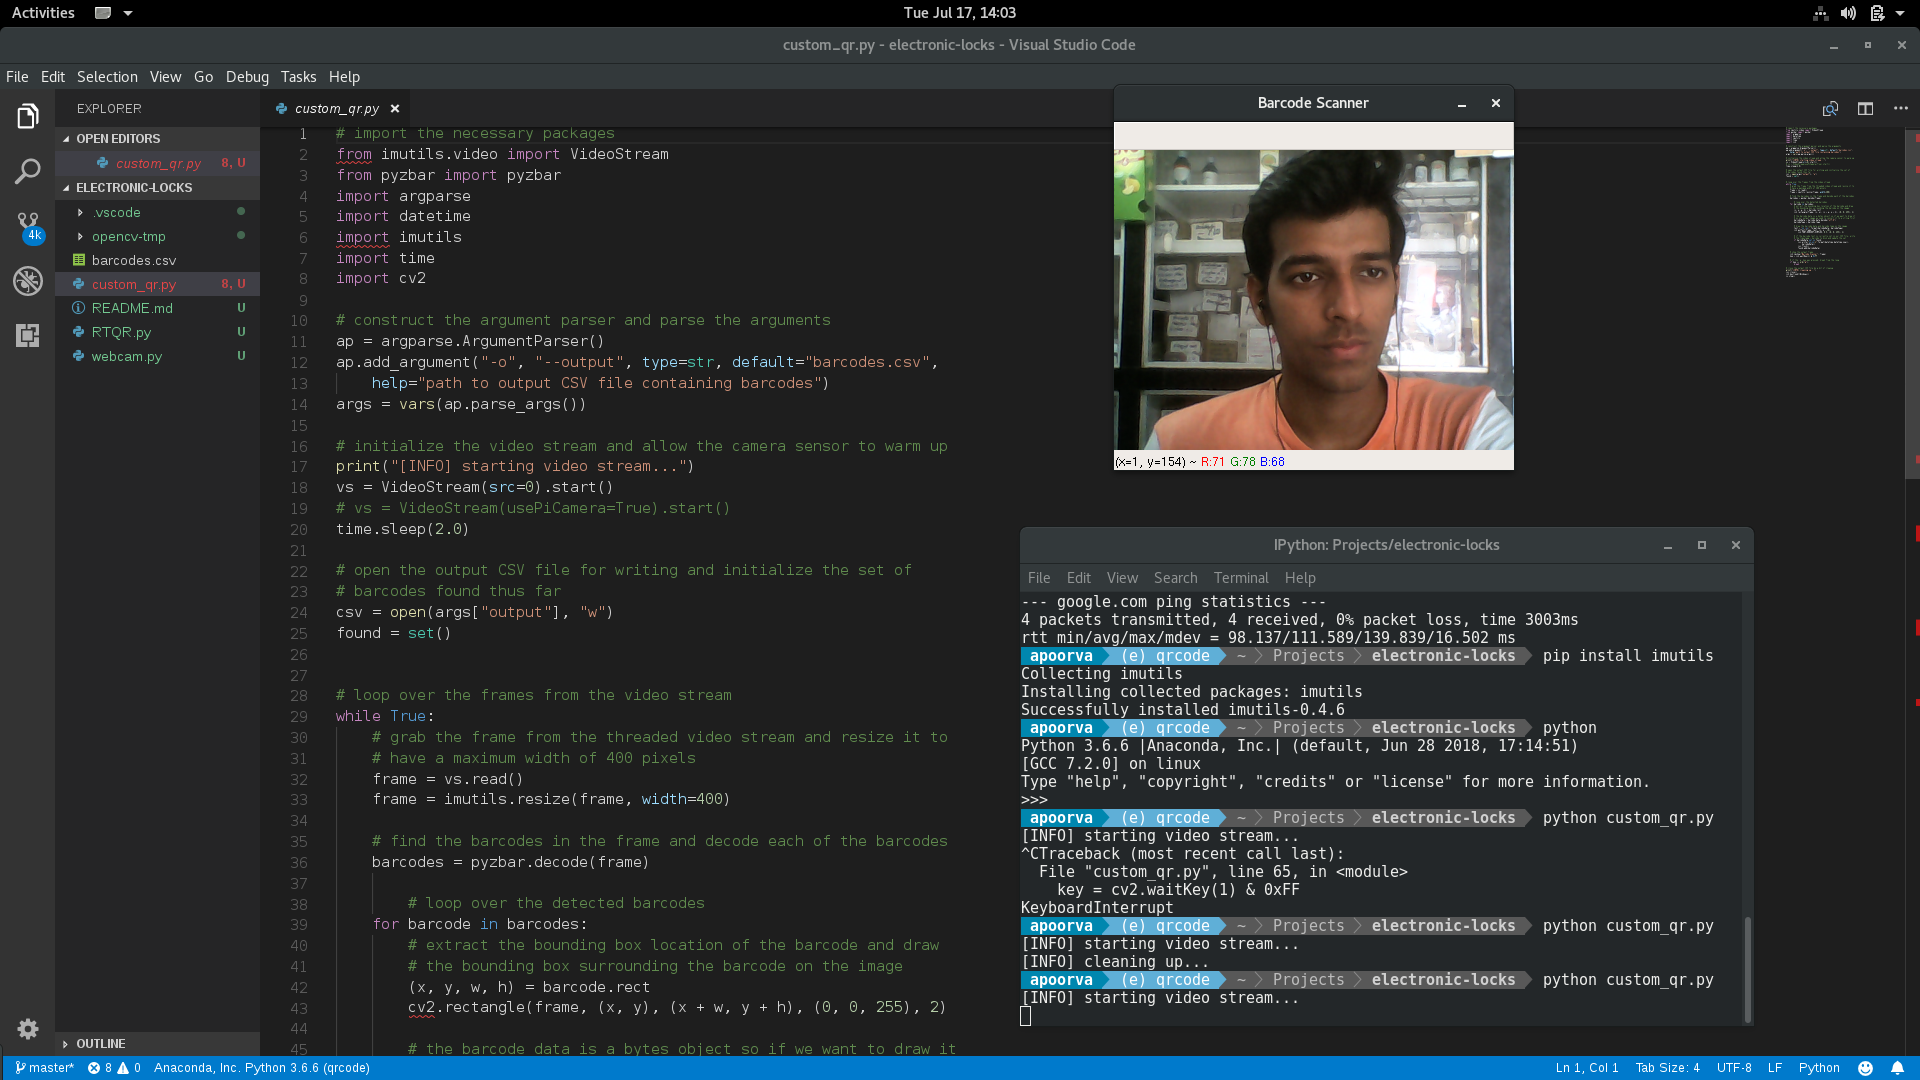 Activities
Tue Jul 17, 14:03
custom_qr.py - electronic-locks - Visual Studio Code
File Edit Selection View Go Debug Tasks Help
EXPLORER
OPEN EDITORS
custom_qr.py 8, U
ELECTRONIC-LOCKS
.vscode
opencv-tmp
barcodes.csv
custom_qr.py 8, U
README.md U
RTQR.py U
webcam.py U
OUTLINE
4k
custom_qr.py
1 # import the necessary packages
2 from imutils.video import VideoStream
3 from pyzbar import pyzbar
4 import argparse
5 import datetime
6 import imutils
7 import time
8 import cv2
9
10 # construct the argument parser and parse the arguments
11 ap = argparse.ArgumentParser()
12 ap.add_argument("-o", "--output", type=str, default="barcodes.csv",
13 help="path to output CSV file containing barcodes")
14 args = vars(ap.parse_args())
15
16 # initialize the video stream and allow the camera sensor to warm up
17 print("[INFO] starting video stream...")
18 vs = VideoStream(src=0).start()
19 # vs = VideoStream(usePiCamera=True).start()
20 time.sleep(2.0)
21
22 # open the output CSV file for writing and initialize the set of
23 # barcodes found thus far
24 csv = open(args["output"], "w")
25 found = set()
26
27
28 # loop over the frames from the video stream
29 while True:
30 # grab the frame from the threaded video stream and resize it to
31 # have a maximum width of 400 pixels
32 frame = vs.read()
33 frame = imutils.resize(frame, width=400)
34
35 # find the barcodes in the frame and decode each of the barcodes
36 barcodes = pyzbar.decode(frame)
37
38 # loop over the detected barcodes
39 for barcode in barcodes:
40 # extract the bounding box location of the barcode and draw
41 # the bounding box surrounding the barcode on the image
42 (x, y, w, h) = barcode.rect
43 cv2.rectangle(frame, (x, y), (x + w, y + h), (0, 0, 255), 2)
44
45 # the barcode data is a bytes object so if we want to draw it
Barcode Scanner
(x=1, y=154) ~ R:71 G:78 B:68
IPython: Projects/electronic-locks
File Edit View Search Terminal Help
--- google.com ping statistics ---
4 packets transmitted, 4 received, 0% packet loss, time 3003ms
rtt min/avg/max/mdev = 98.137/111.589/139.839/16.502 ms
apoorva (e) qrcode ~ Projects electronic-locks pip install imutils
Collecting imutils
Installing collected packages: imutils
Successfully installed imutils-0.4.6
apoorva (e) qrcode ~ Projects electronic-locks python
Python 3.6.6 |Anaconda, Inc.| (default, Jun 28 2018, 17:14:51)
[GCC 7.2.0] on linux
Type "help", "copyright", "credits" or "license" for more information.
>>>
apoorva (e) qrcode ~ Projects electronic-locks python custom_qr.py
[INFO] starting video stream...
^CTraceback (most recent call last):
File "custom_qr.py", line 65, in <module>
key = cv2.waitKey(1) & 0xFF
KeyboardInterrupt
apoorva (e) qrcode ~ Projects electronic-locks python custom_qr.py
[INFO] starting video stream...
[INFO] cleaning up...
apoorva (e) qrcode ~ Projects electronic-locks python custom_qr.py
[INFO] starting video stream...
master* 8 0 Anaconda, Inc. Python 3.6.6 (qrcode)
Ln 1, Col 1 Tab Size: 4 UTF-8 LF Python